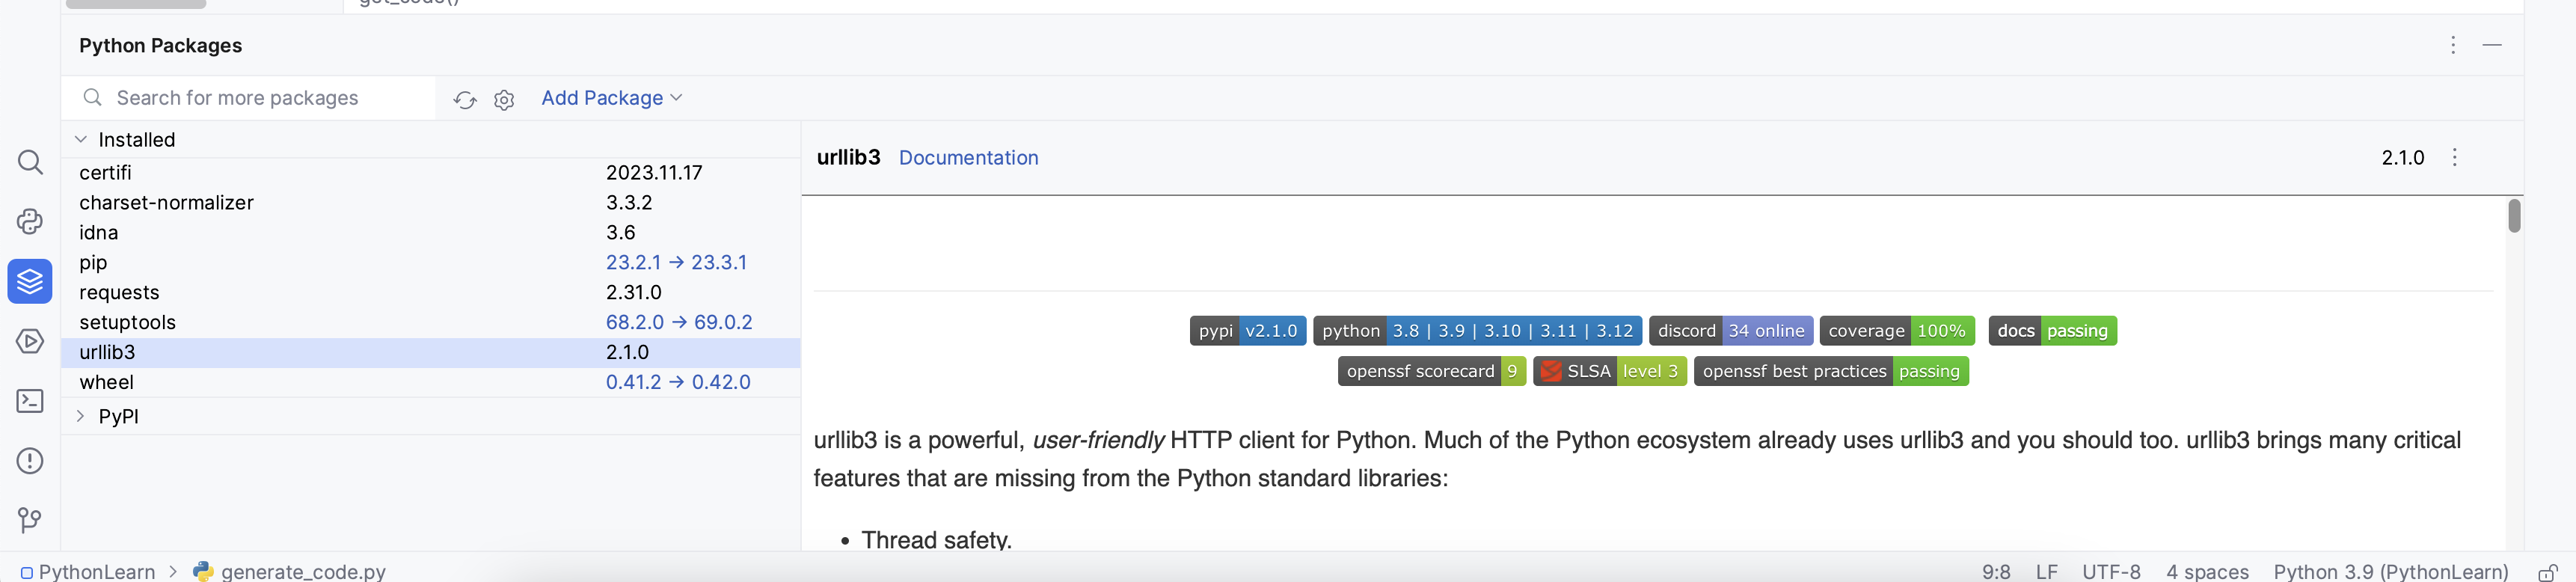 get_code()
Python Packages
Search for more packages
Add Package
Installed
certifi 2023.11.17
charset-normalizer 3.3.2
idna 3.6
pip 23.2.1 → 23.3.1
requests 2.31.0
setuptools 68.2.0 → 69.0.2
urllib3 2.1.0
wheel 0.41.2 → 0.42.0
PyPI
urllib3 Documentation 2.1.0
pypi v2.1.0 python 3.8 | 3.9 | 3.10 | 3.11 | 3.12 discord 34 online coverage 100% docs passing
openssf scorecard 9 SLSA level 3 openssf best practices passing
urllib3 is a powerful, user-friendly HTTP client for Python. Much of the Python ecosystem already uses urllib3 and you should too. urllib3 brings many critical
features that are missing from the Python standard libraries:
• Thread safety.
PythonLearn > generate_code.py 9:8 LF UTF-8 4 spaces Python 3.9 (PythonLearn)